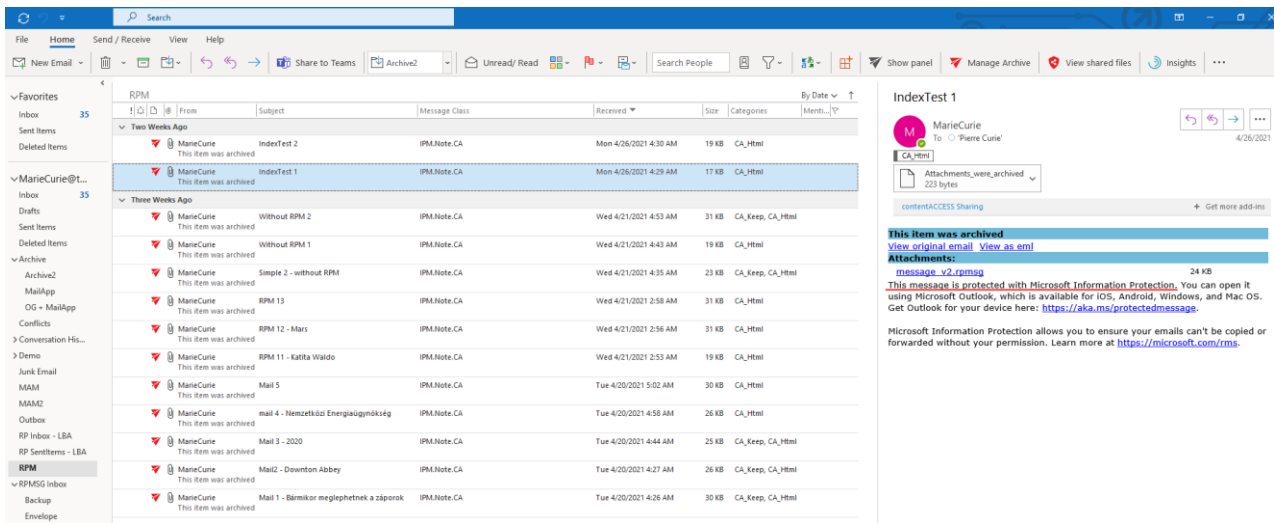 Search
File Home Send / Receive View Help
New Email Share to Teams Archive2 Unread/ Read Search People Show panel Manage Archive View shared files Insights
Favorites
Inbox 35
Sent Items
Deleted Items
MarieCurie@t...
Inbox 35
Drafts
Sent Items
Deleted Items
Archive
Archive2
MailApp
OG + MailApp
Conflicts
Conversation His...
Demo
Junk Email
MAM
MAM2
Outbox
RP Inbox - LBA
RP SentItems - LBA
RPM
RPMSG Inbox
Backup
Envelope
RPM By Date
From Subject Message Class Received Size Categories Menti...
Two Weeks Ago
MarieCurie IndexTest 2 IPM.Note.CA Mon 4/26/2021 4:30 AM 19 KB CA_Html
This item was archived
MarieCurie IndexTest 1 IPM.Note.CA Mon 4/26/2021 4:29 AM 17 KB CA_Html
This item was archived
Three Weeks Ago
MarieCurie Without RPM 2 IPM.Note.CA Wed 4/21/2021 4:53 AM 31 KB CA_Keep, CA_Html
This item was archived
MarieCurie Without RPM 1 IPM.Note.CA Wed 4/21/2021 4:43 AM 19 KB CA_Html
This item was archived
MarieCurie Simple 2 - without RPM IPM.Note.CA Wed 4/21/2021 4:35 AM 23 KB CA_Keep, CA_Html
This item was archived
MarieCurie RPM 13 IPM.Note.CA Wed 4/21/2021 2:58 AM 31 KB CA_Html
This item was archived
MarieCurie RPM 12 - Mars IPM.Note.CA Wed 4/21/2021 2:56 AM 31 KB CA_Html
This item was archived
MarieCurie RPM 11 - Katita Waldo IPM.Note.CA Wed 4/21/2021 2:53 AM 19 KB CA_Html
This item was archived
MarieCurie Mail 5 IPM.Note.CA Tue 4/20/2021 5:02 AM 30 KB CA_Html
This item was archived
MarieCurie mail 4 - Nemzetközi Energiaügynökség IPM.Note.CA Tue 4/20/2021 4:58 AM 26 KB CA_Html
This item was archived
MarieCurie Mail 3 - 2020 IPM.Note.CA Tue 4/20/2021 4:44 AM 25 KB CA_Keep, CA_Html
This item was archived
MarieCurie Mail2 - Downton Abbey IPM.Note.CA Tue 4/20/2021 4:27 AM 26 KB CA_Keep, CA_Html
This item was archived
MarieCurie Mail 1 - Bármikor meglephetnek a záporok IPM.Note.CA Tue 4/20/2021 4:26 AM 30 KB CA_Keep, CA_Html
This item was archived
IndexTest 1
M MarieCurie
To 'Pierre Curie' 4/26/2021
CA_Html
Attachments_were_archived
223 bytes
contentACCESS Sharing + Get more add-ins
This item was archived
View original email View as eml
Attachments:
message_v2.rpmsg 24 KB
This message is protected with Microsoft Information Protection. You can open it
using Microsoft Outlook, which is available for iOS, Android, Windows, and Mac OS.
Get Outlook for your device here: https://aka.ms/protectedmessage.
Microsoft Information Protection allows you to ensure your emails can't be copied or
forwarded without your permission. Learn more at https://microsoft.com/rms.